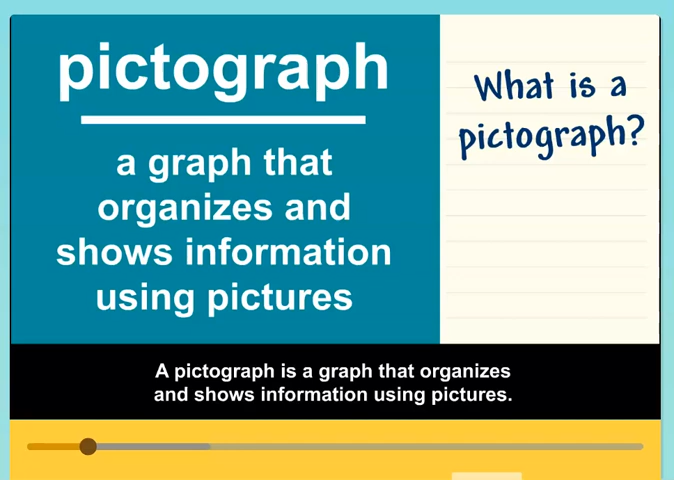 pictograph
a graph that
organizes and
shows information
using pictures
What is a
pictograph?
A pictograph is a graph that organizes
and shows information using pictures.